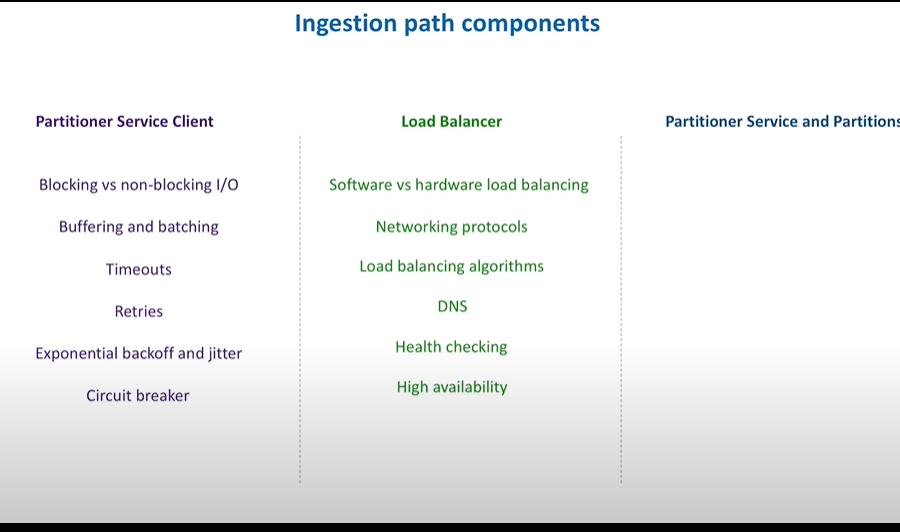 Ingestion path components
Partitioner Service Client
Blocking vs non-blocking I/O
Buffering and batching
Timeouts
Retries
Exponential backoff and jitter
Circuit breaker
Load Balancer
Software vs hardware load balancing
Networking protocols
Load balancing algorithms
DNS
Health checking
High availability
Partitioner Service and Partitions